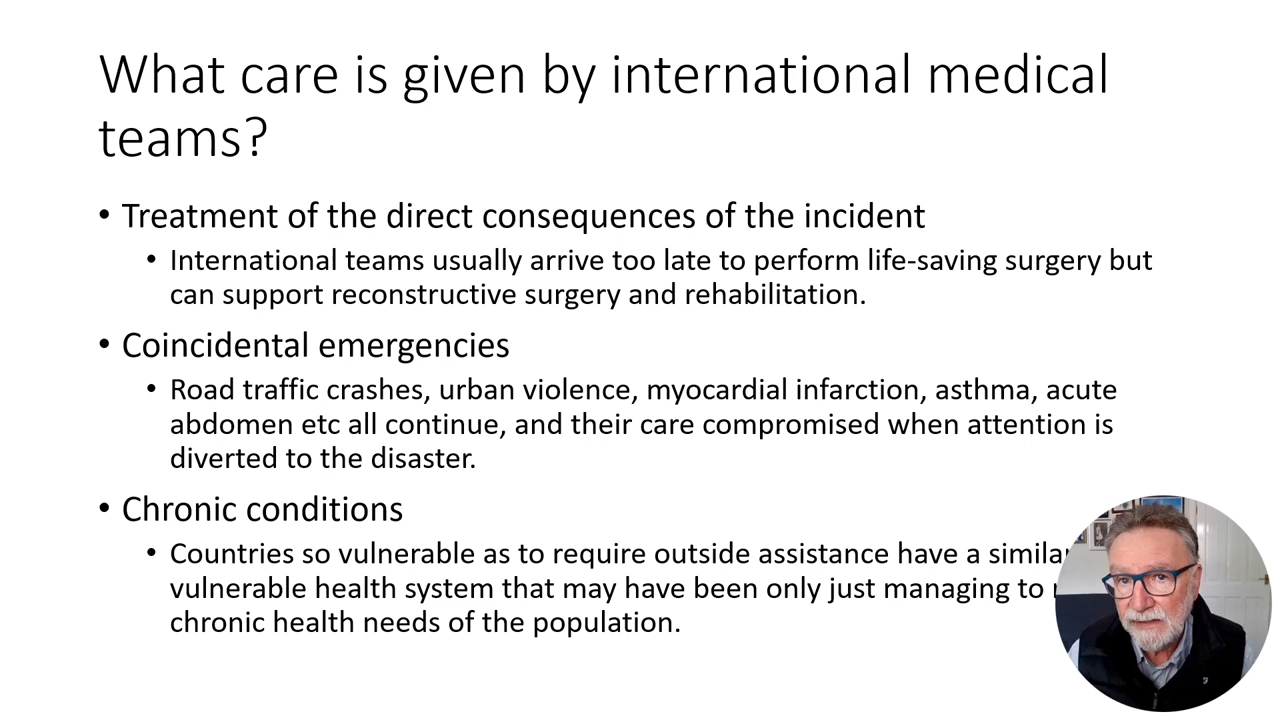 What care is given by international medical
teams?
• Treatment of the direct consequences of the incident
• International teams usually arrive too late to perform life-saving surgery but
can support reconstructive surgery and rehabilitation.
• Coincidental emergencies
• Road traffic crashes, urban violence, myocardial infarction, asthma, acute
abdomen etc all continue, and their care compromised when attention is
diverted to the disaster.
• Chronic conditions
• Countries so vulnerable as to require outside assistance have a
vulnerable health system that may have been only just managing to
chronic health needs of the population.